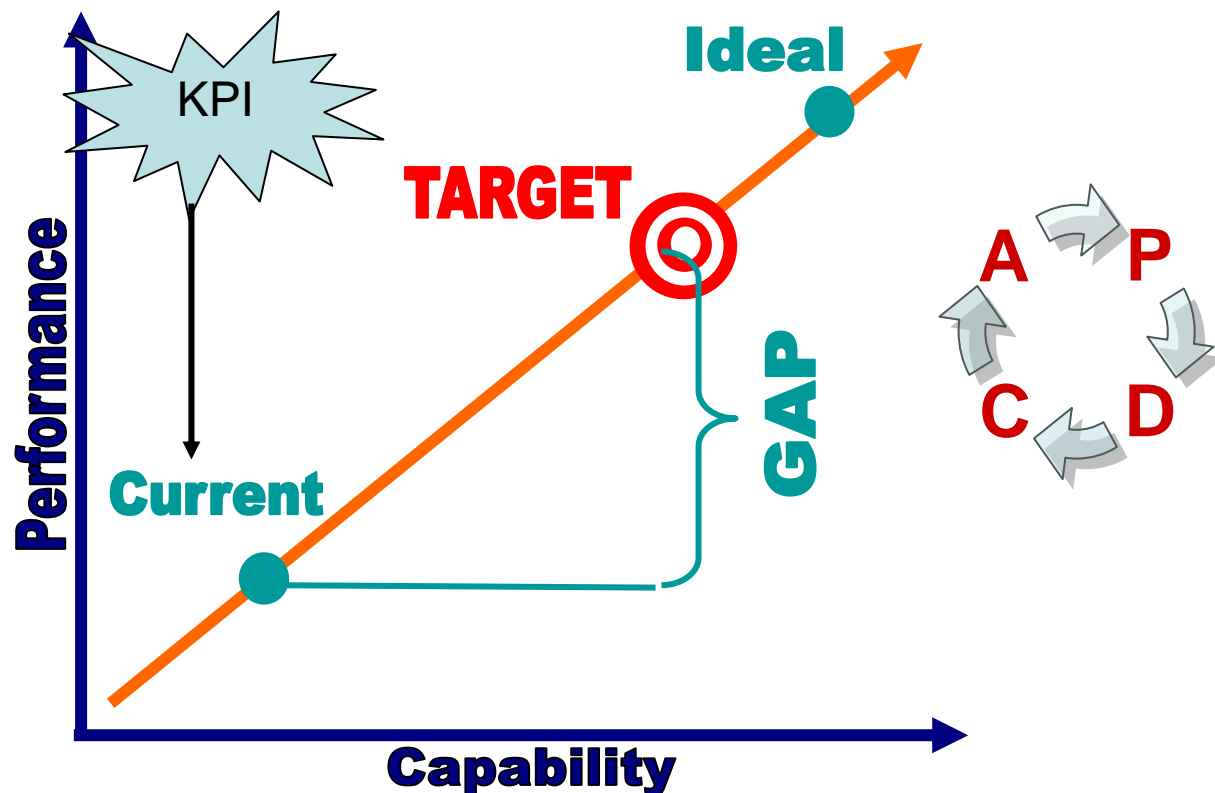 KPI
Ideal
TARGET
A
P
Performance
GAP
C
D
Current
Capability